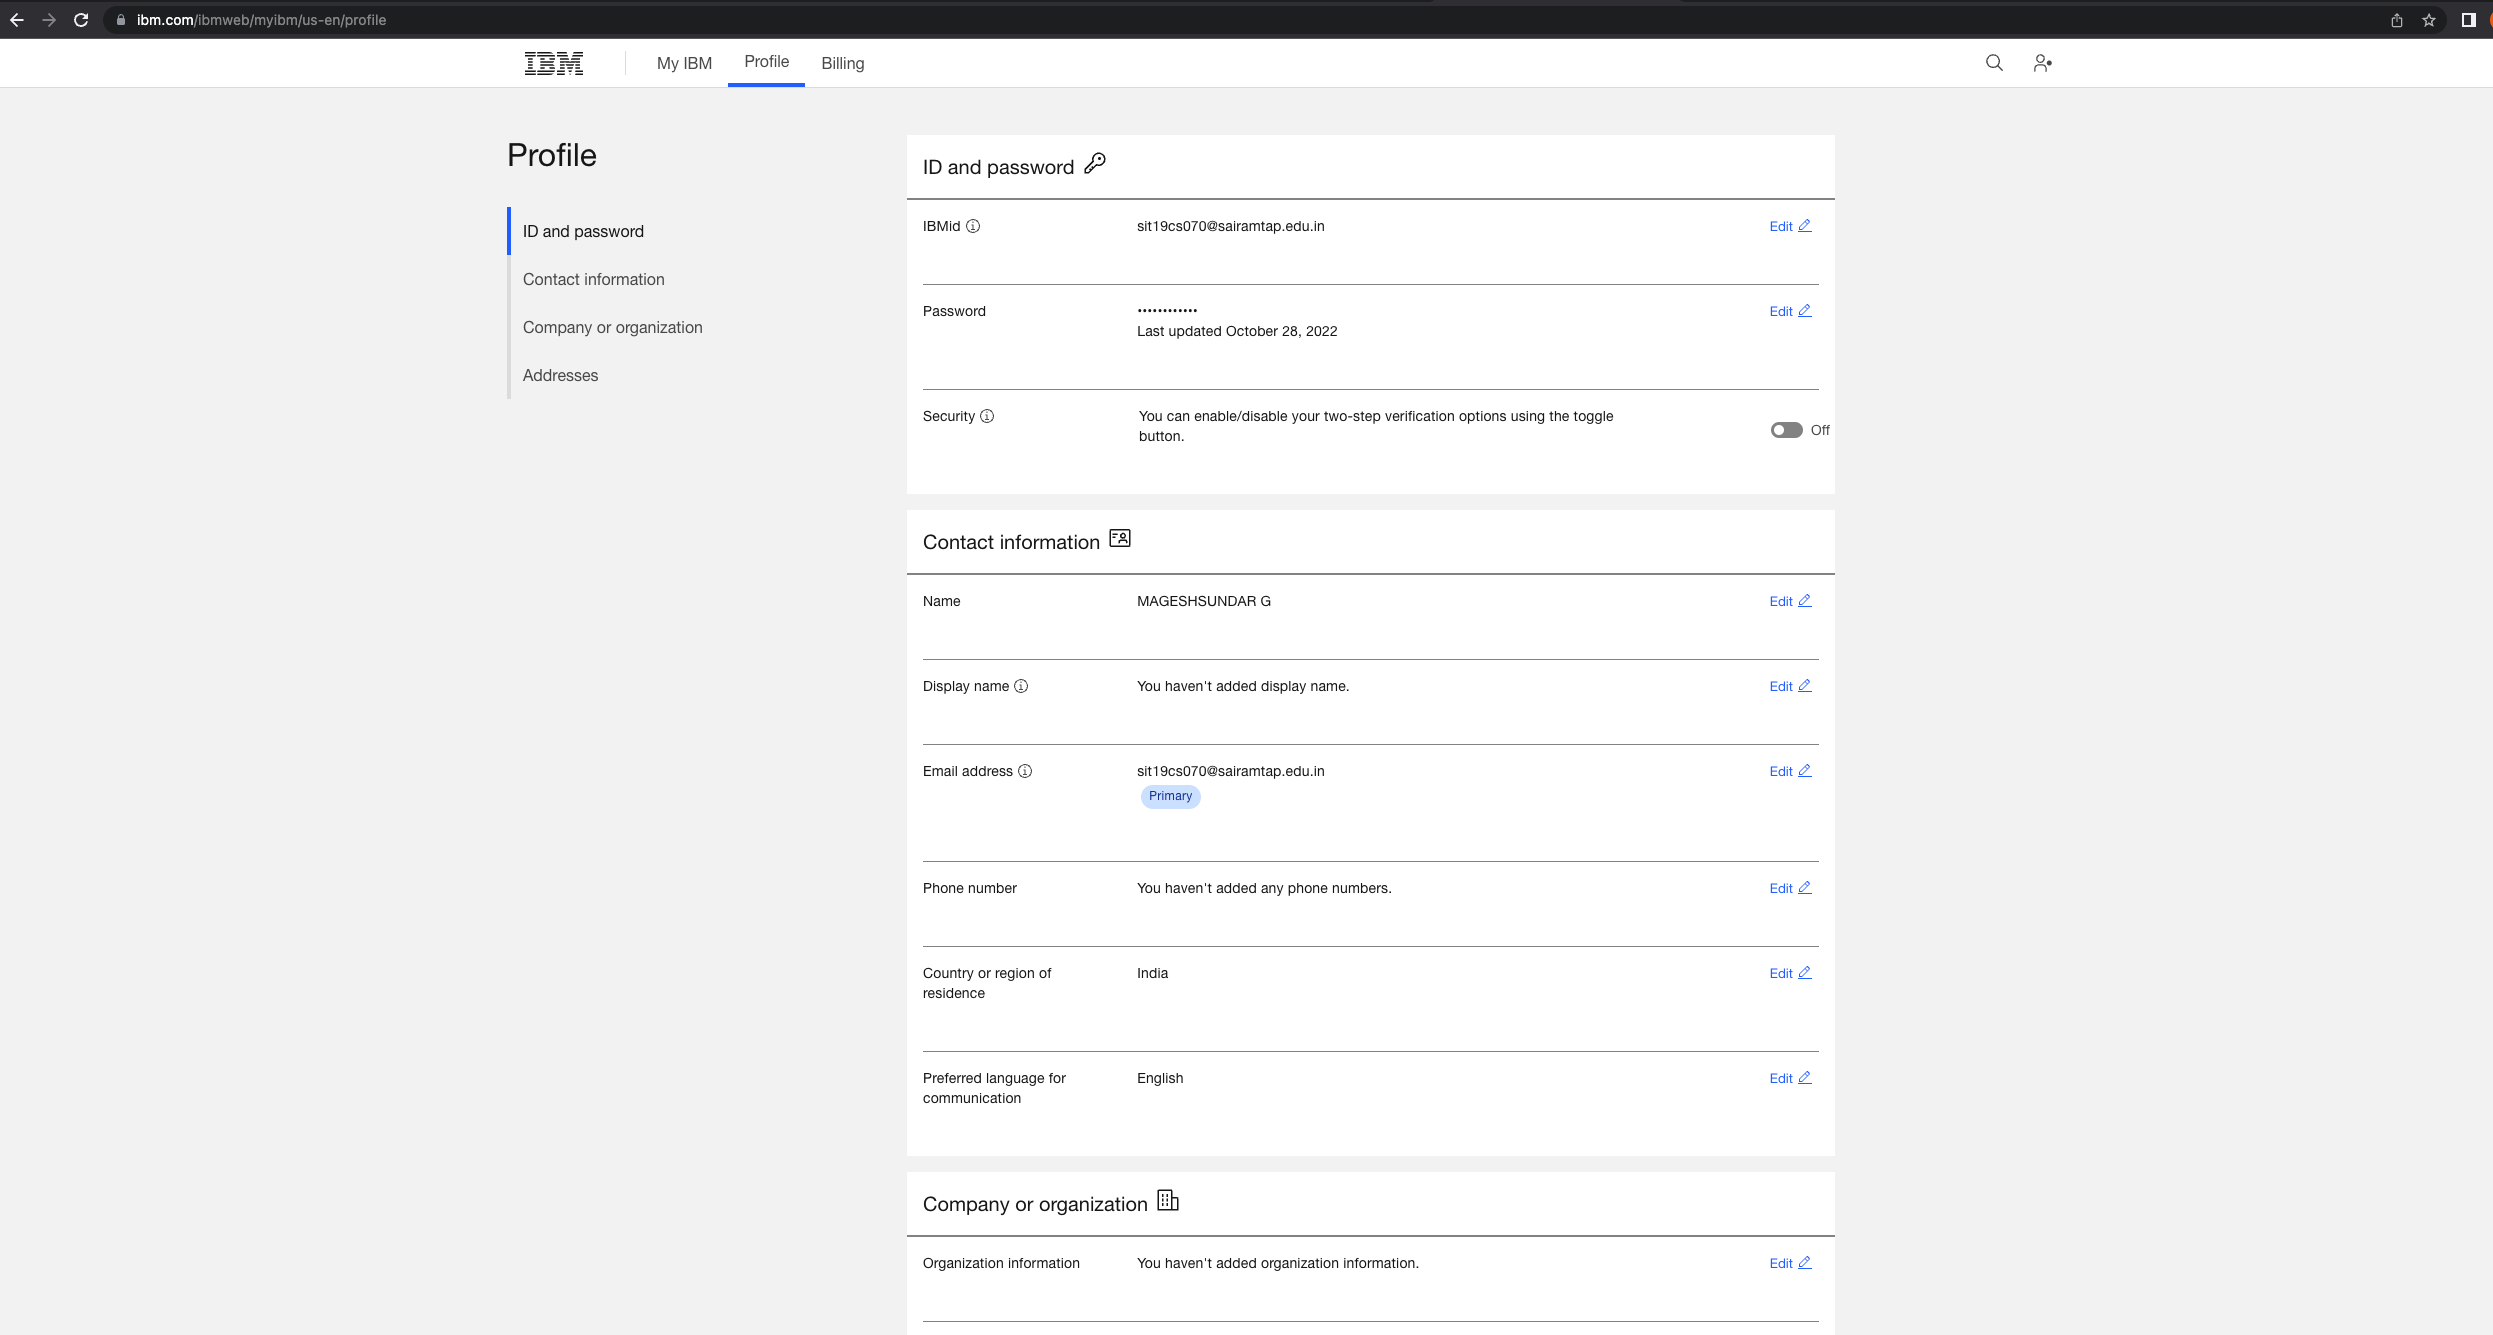 ibm.com/ibmweb/myibm/us-en/profile
IBM
My IBM
Profile
Billing
Profile
ID and password
Contact information
Company or organization
Addresses
ID and password
IBMid
sit19cs070@sairamtap.edu.in
Edit
Password
••••••••••••
Edit
Last updated October 28, 2022
Security
You can enable/disable your two-step verification options using the toggle
button.
Off
Contact information
Name
MAGESHSUNDAR G
Edit
Display name
You haven't added display name.
Edit
Email address
sit19cs070@sairamtap.edu.in
Edit
Primary
Phone number
You haven't added any phone numbers.
Edit
Country or region of
residence
India
Edit
Preferred language for
communication
English
Edit
Company or organization
Organization information
You haven't added organization information.
Edit